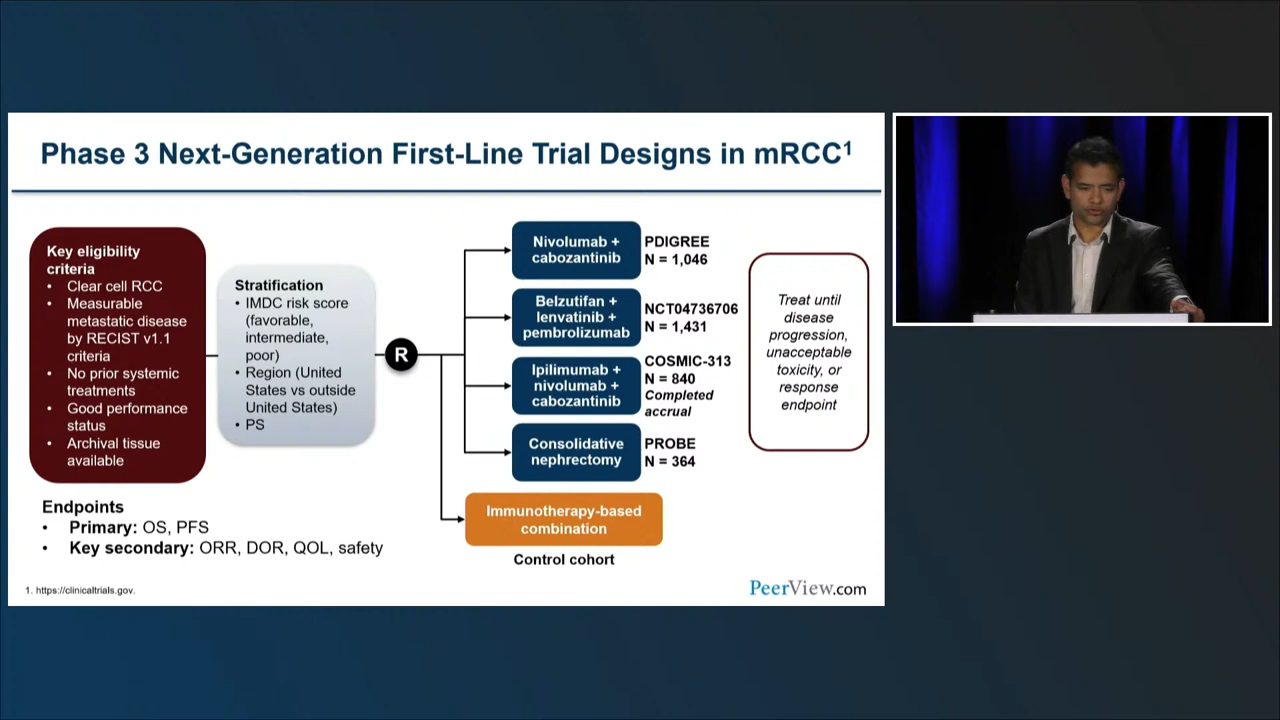 Phase 3 Next-Generation First-Line Trial Designs in mRCC¹
Key eligibility
criteria
• Clear cell RCC
• Measurable
metastatic disease
by RECIST v1.1
criteria
• No prior systemic
treatments
• Good performance
status
• Archival tissue
available
Stratification
• IMDC risk score
(favorable,
intermediate,
poor)
• Region (United
States vs outside
United States)
• PS
R
Nivolumab +
cabozantinib
PDIGREE
N = 1,046
Belzutifan +
lenvatinib +
pembrolizumab
NCT04736706
N = 1,431
Ipilimumab +
nivolumab +
cabozantinib
COSMIC-313
N = 840
Completed
accrual
Consolidative
nephrectomy
PROBE
N = 364
Immunotherapy-based
combination
Control cohort
Treat until
disease
progression,
unacceptable
toxicity, or
response
endpoint
Endpoints
• Primary: OS, PFS
• Key secondary: ORR, DOR, QOL, safety
1. https://clinicaltrials.gov.
PeerView.com